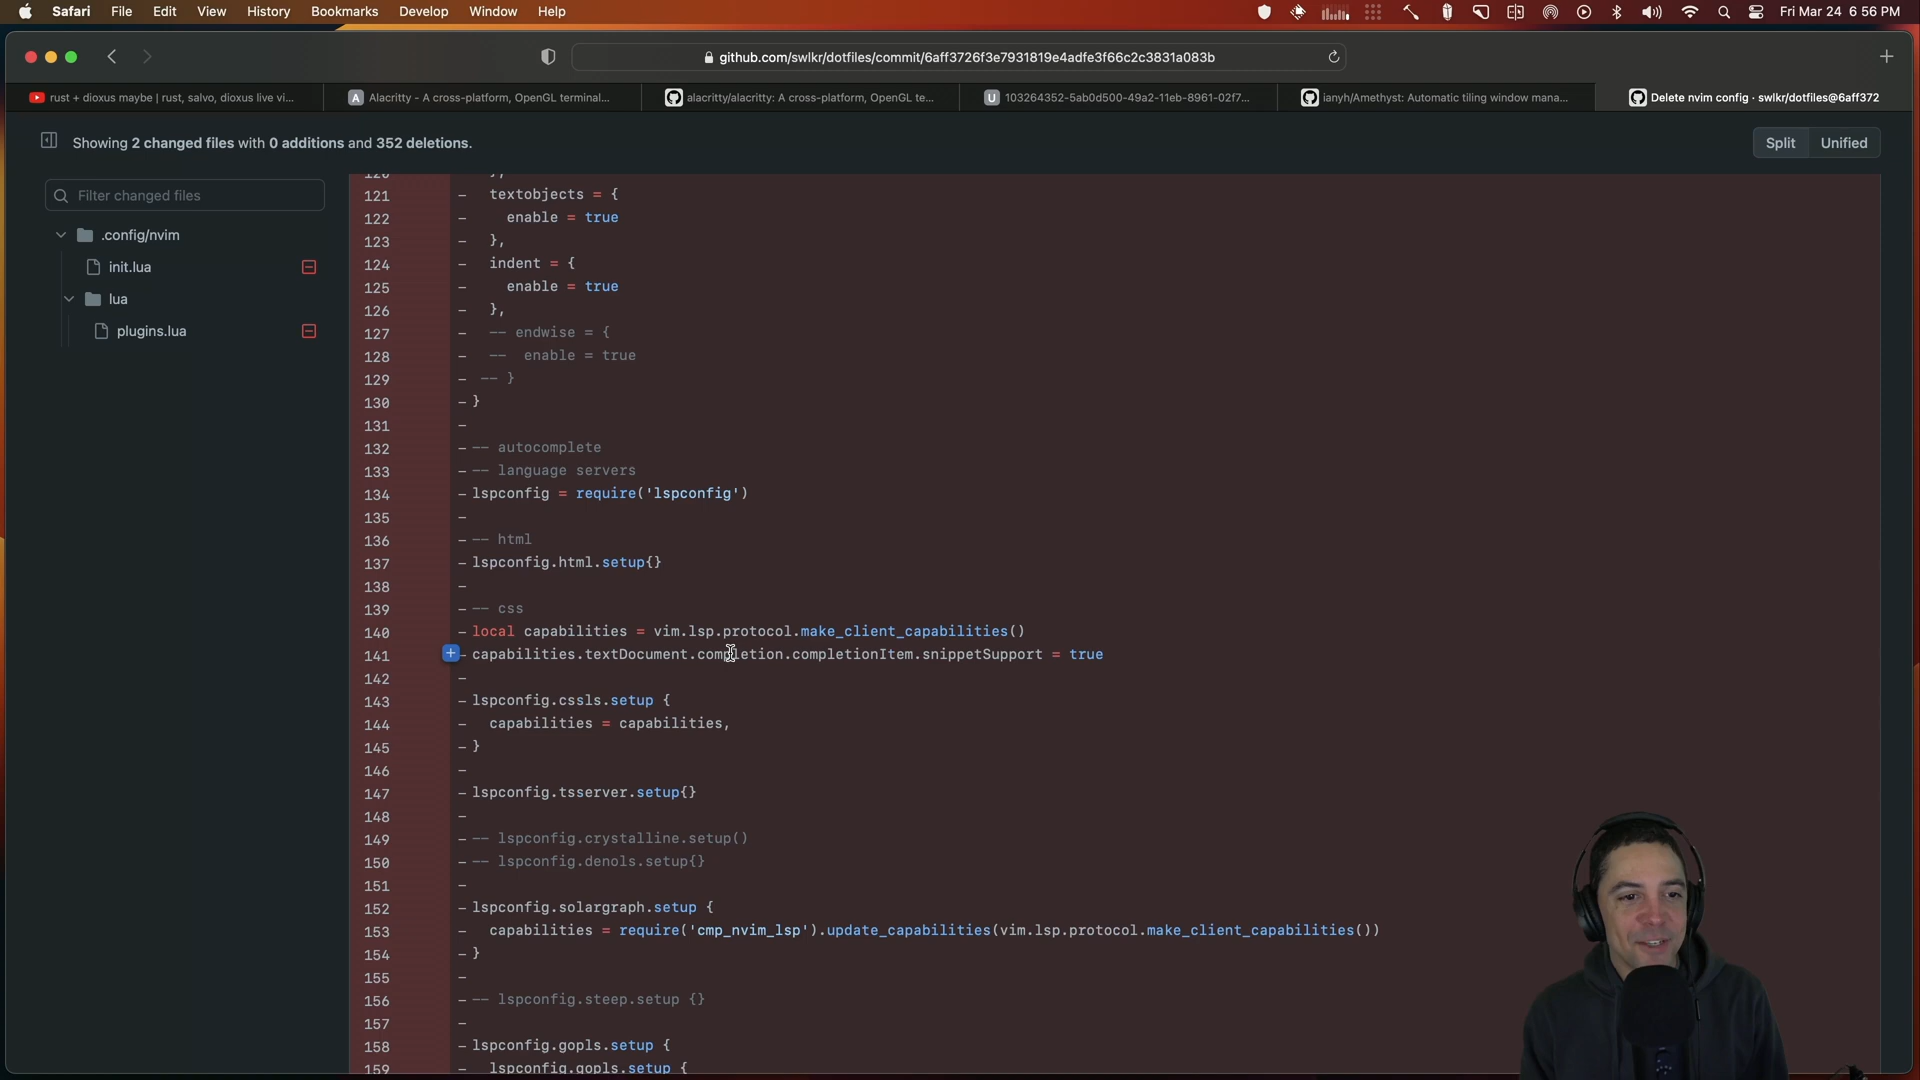 Safari File Edit View History Bookmarks Develop Window Help Fri Mar 24 6 56 PM
github.com/swlkr/dotfiles/commit/6aff3726f3e7931819e4adfe3f66c2c3831a083b
rust + dioxus maybe | rust, salvo, dioxus live vi... A Alacritty - A cross-platform, OpenGL terminal... alacritty/alacritty: A cross-platform, OpenGL te... U 103264352-5ab0d500-49a2-11eb-8961-02f7... ianyh/Amethyst: Automatic tiling window mana... Delete nvim config · swlkr/dotfiles@6aff372
Showing 2 changed files with 0 additions and 352 deletions. Split Unified
Filter changed files
.config/nvim
init.lua
lua
plugins.lua
120 - },
121 - textobjects = {
122 - enable = true
123 - },
124 - indent = {
125 - enable = true
126 - },
127 - -- endwise = {
128 - -- enable = true
129 - -- }
130 - }
131 -
132 - -- autocomplete
133 - -- language servers
134 - lspconfig = require('lspconfig')
135 -
136 - -- html
137 - lspconfig.html.setup{}
138 -
139 - -- css
140 - local capabilities = vim.lsp.protocol.make_client_capabilities()
141 + - capabilities.textDocument.completion.completionItem.snippetSupport = true
142 -
143 - lspconfig.cssls.setup {
144 - capabilities = capabilities,
145 - }
146 -
147 - lspconfig.tsserver.setup{}
148 -
149 - -- lspconfig.crystalline.setup()
150 - -- lspconfig.denols.setup{}
151 -
152 - lspconfig.solargraph.setup {
153 - capabilities = require('cmp_nvim_lsp').update_capabilities(vim.lsp.protocol.make_client_capabilities())
154 - }
155 -
156 - -- lspconfig.steep.setup {}
157 -
158 - lspconfig.gopls.setup {
159 lspconfig.gopls.setup {